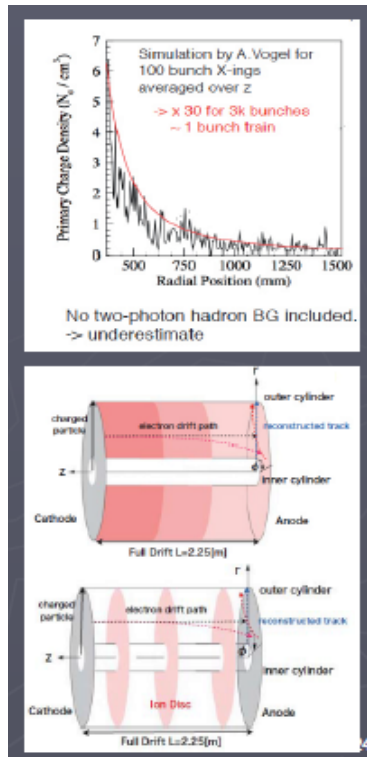 7
Simulation by A. Vogel for
100 bunch X-ings
averaged over z
-> x 30 for 3k bunches
~ 1 bunch train
6
5
4
3
2
1
0
Primary Charge Density (Ne / cm³)
500 750 1000 1250 1500
Radial Position (mm)
No two-photon hadron BG included.
-> underestimate
r
outer cylinder
charged
particle
electron drift path
reconstructed track
z
Φ
inner cylinder
Cathode
Anode
Full Drift L=2.25[m]
r
outer cylinder
charged
particle
electron drift path
reconstructed track
Z
Φ
inner cylinder
Ion Disc
Cathode
Anode
Full Drift L=2.25[m]